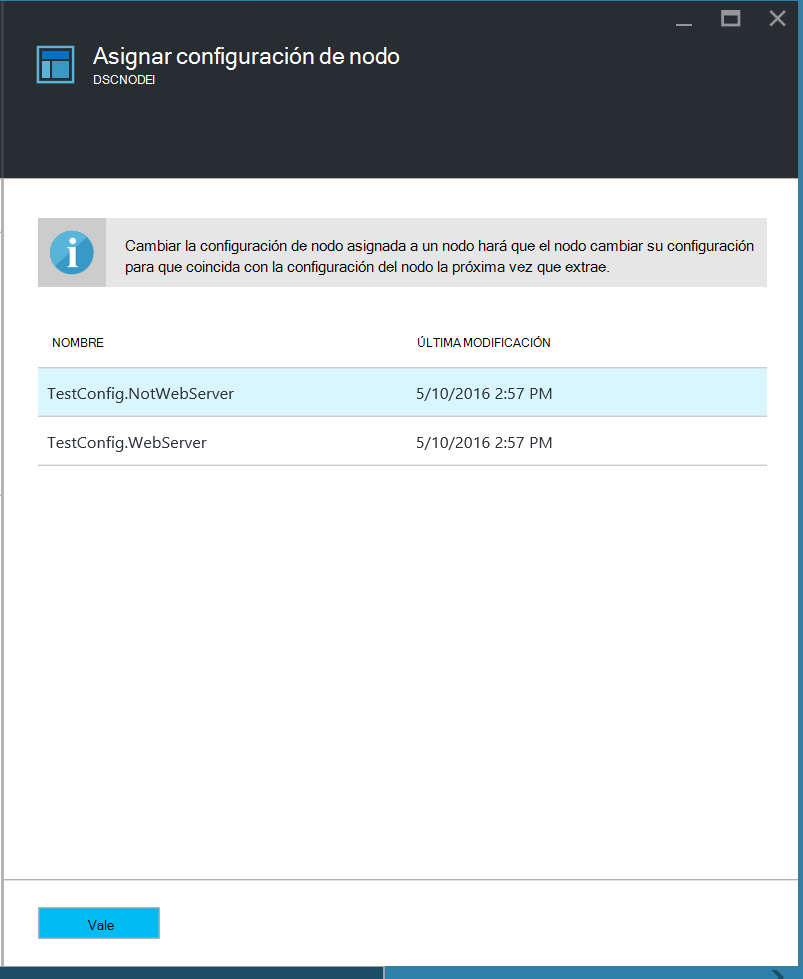 Asignar configuración de nodo
DSCNODEI
Cambiar la configuración de nodo asignada a un nodo hará que el nodo cambiar su configuración
para que coincida con la configuración del nodo la próxima vez que extrae.
NOMBRE ÚLTIMA MODIFICACIÓN
TestConfig.NotWebServer 5/10/2016 2:57 PM
TestConfig.WebServer 5/10/2016 2:57 PM
Vale